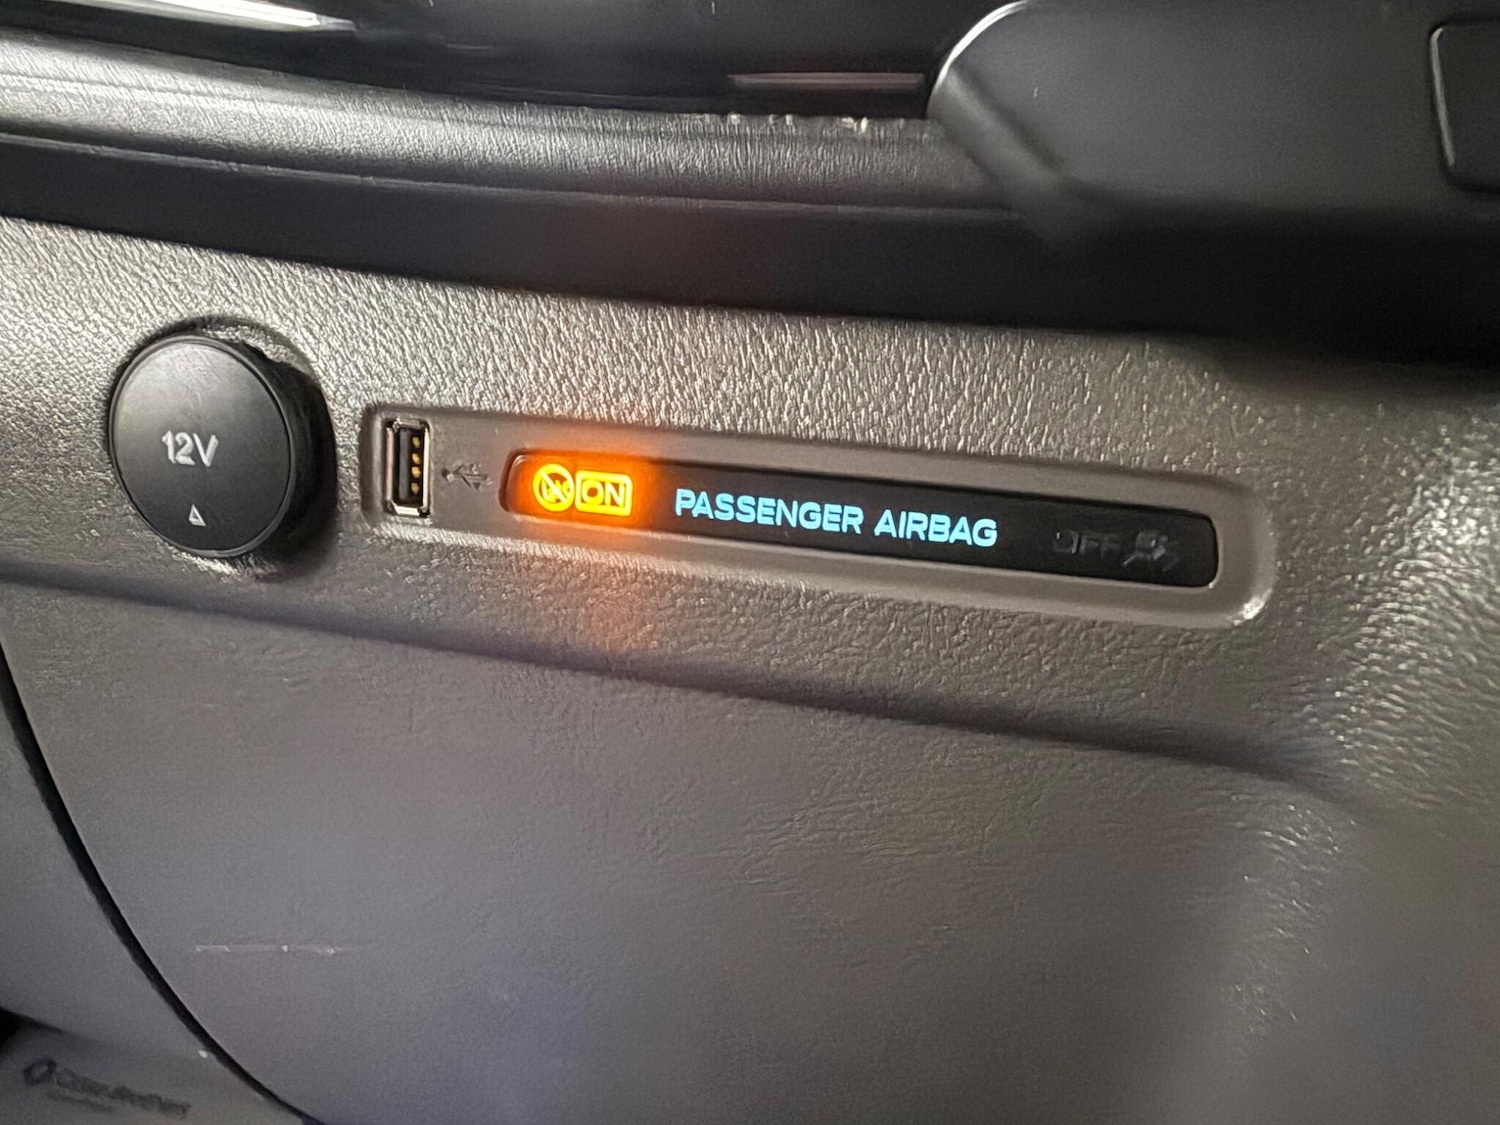 12V
ON PASSENGER AIRBAG OFF